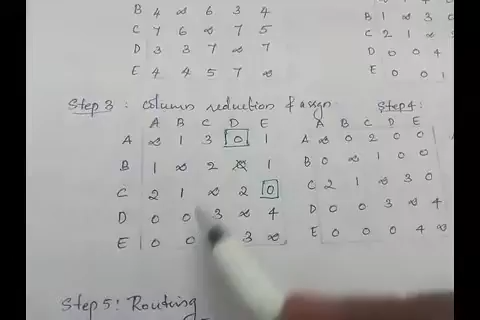 B 4 ∞ 6 3 4
C 7 6 ∞ 7 5
D 3 3 7 ∞ 7
E 4 4 5 7 ∞
B 1 ∞ 3 0
C 2 1 ∞
D 0 0 4
E 0 0 1
Step 3 : column reduction & assign.
A B C D E
A ∞ 1 3 0 1
B 1 ∞ 2 0 1
C 2 1 ∞ 2 0
D 0 0 3 ∞ 4
E 0 0 3 ∞
Step 4:
A B C D E
A ∞ 0 2 0 0
B 0 ∞ 1 0 0
C 2 1 ∞ 3 0
D 0 0 3 ∞ 4
E 0 0 0 4 ∞
Step 5: Routing